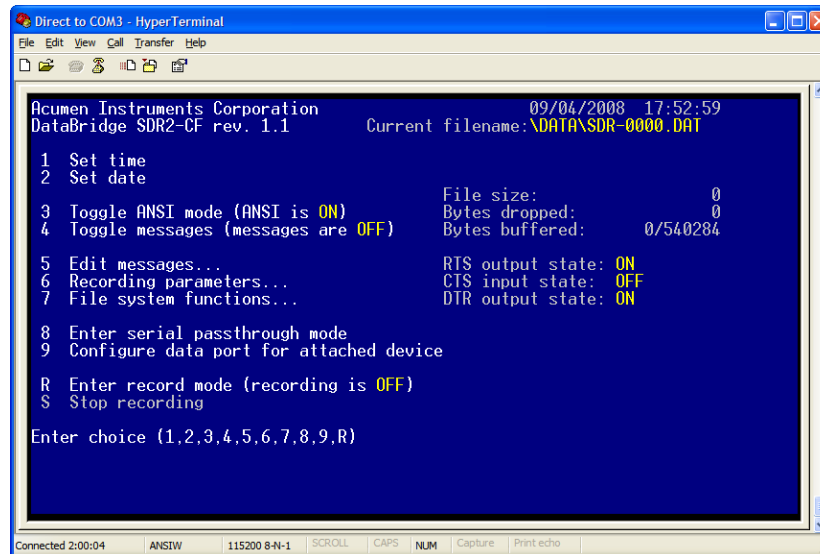 Direct to COM3 - HyperTerminal
File Edit View Call Transfer Help
Acumen Instruments Corporation 09/04/2008 17:52:59
DataBridge SDR2-CF rev. 1.1 Current filename:\DATA\SDR-0000.DAT
1 Set time
2 Set date
File size: 0
3 Toggle ANSI mode (ANSI is ON) Bytes dropped: 0
4 Toggle messages (messages are OFF) Bytes buffered: 0/540284
5 Edit messages... RTS output state: ON
6 Recording parameters... CTS input state: OFF
7 File system functions... DTR output state: ON
8 Enter serial passthrough mode
9 Configure data port for attached device
R Enter record mode (recording is OFF)
S Stop recording
Enter choice (1,2,3,4,5,6,7,8,9,R)
Connected 2:00:04 ANSIW 115200 8-N-1 SCROLL CAPS NUM Capture Print echo